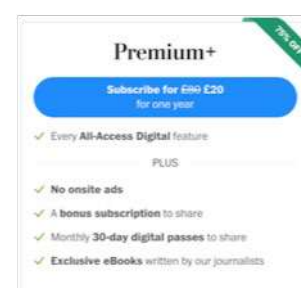 75% OFF
Premium+
Subscribe for £80 £20
for one year
Every All-Access Digital feature
PLUS
No onsite ads
A bonus subscription to share
Monthly 30-day digital passes to share
Exclusive eBooks written by our journalists